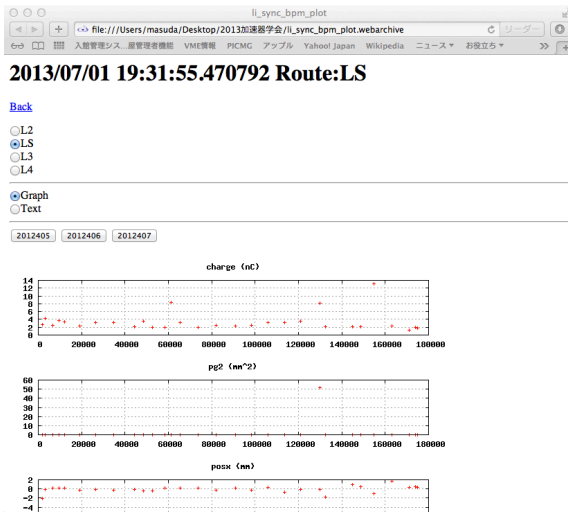 li_sync_bpm_plot
file:///Users/masuda/Desktop/2013加速器学会/li_sync_bpm_plot.webarchive
リーダー
入館管理シス…屋管理者機能 VME情報 PICMG アップル Yahoo! Japan Wikipedia ニュース お役立ち
2013/07/01 19:31:55.470792 Route:LS
Back
L2
LS
L3
L4
Graph
Text
2012405 2012406 2012407
charge (nC)
14
12
10
8
6
4
2
0
0 20000 40000 60000 80000 100000 120000 140000 160000 180000
pg2 (mm^2)
60
50
40
30
20
10
0
0 20000 40000 60000 80000 100000 120000 140000 160000 180000
posx (mm)
2
0
-2
-4